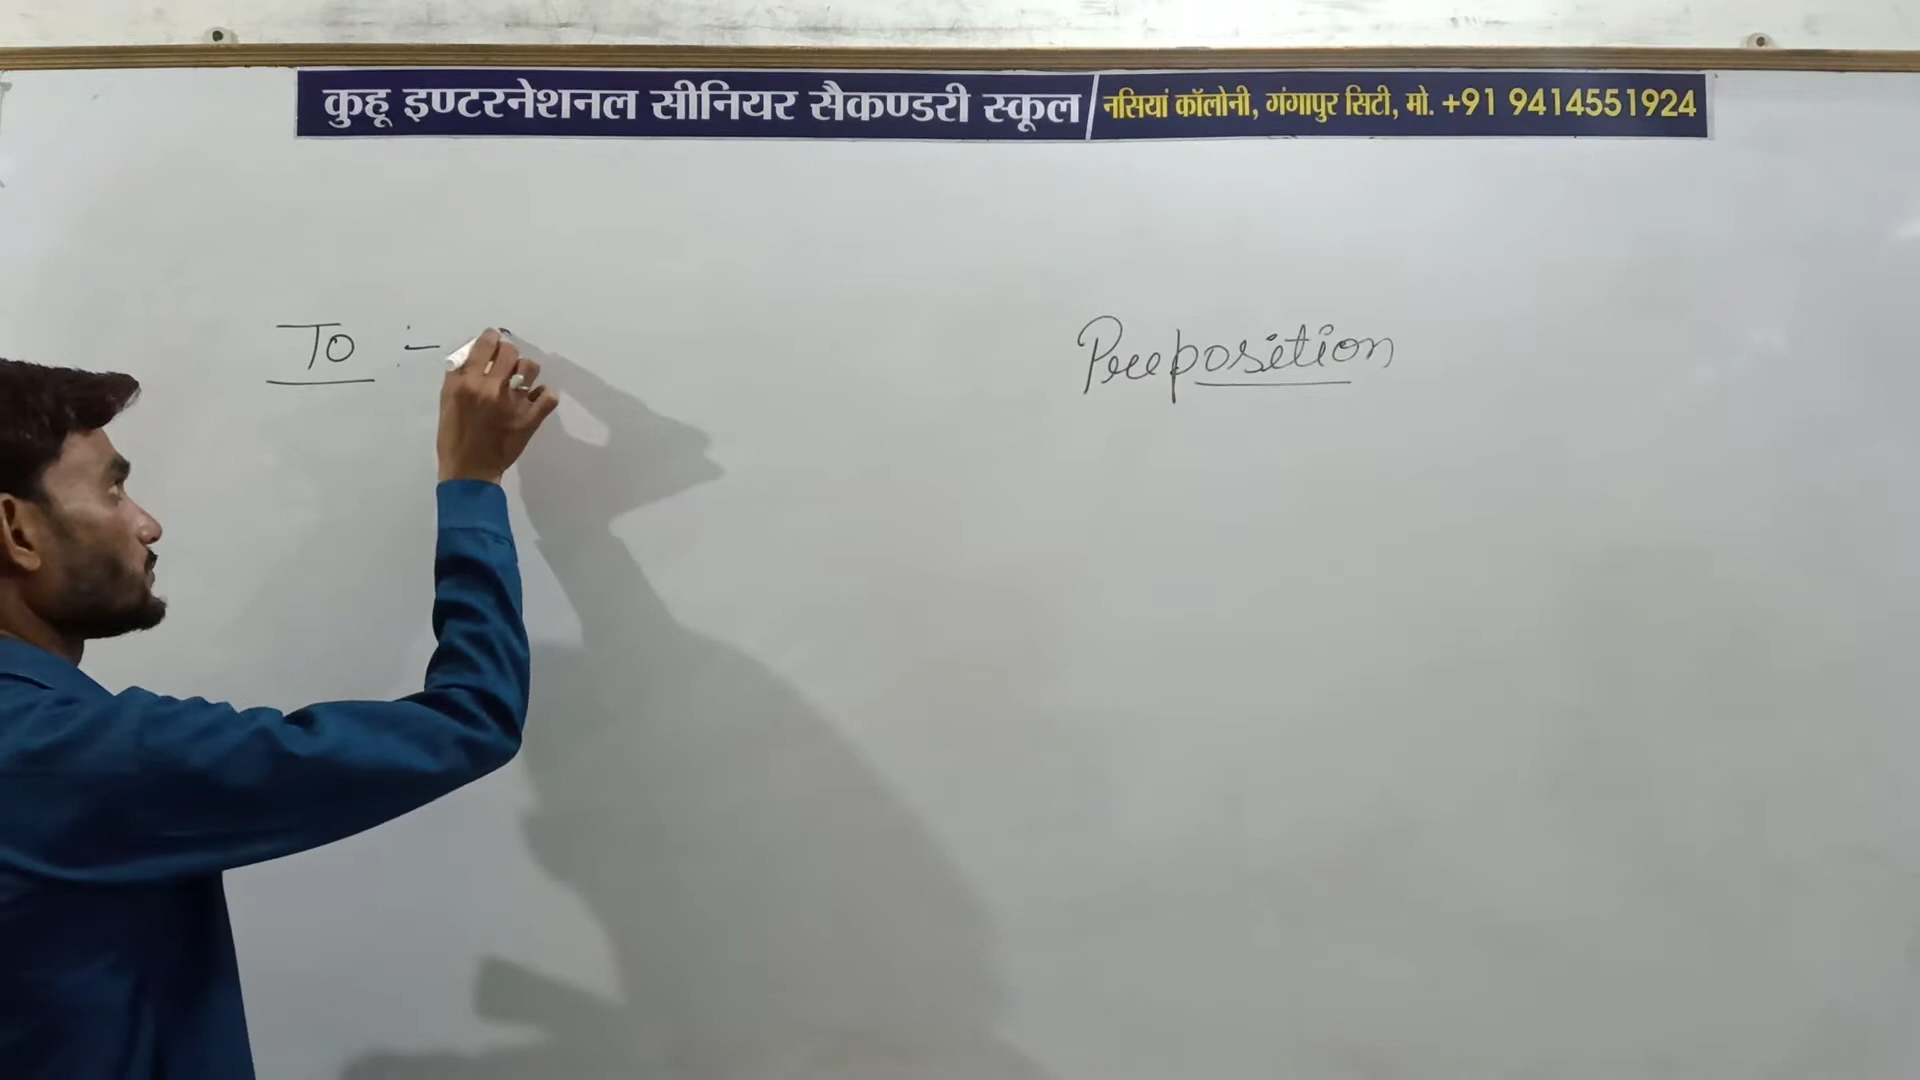 कुहू इण्टरनेशनल सीनियर सैकण्डरी स्कूल/नसियां कॉलोनी, गंगापुर सिटी, मो. +91 9414551924
To :-
Preposition